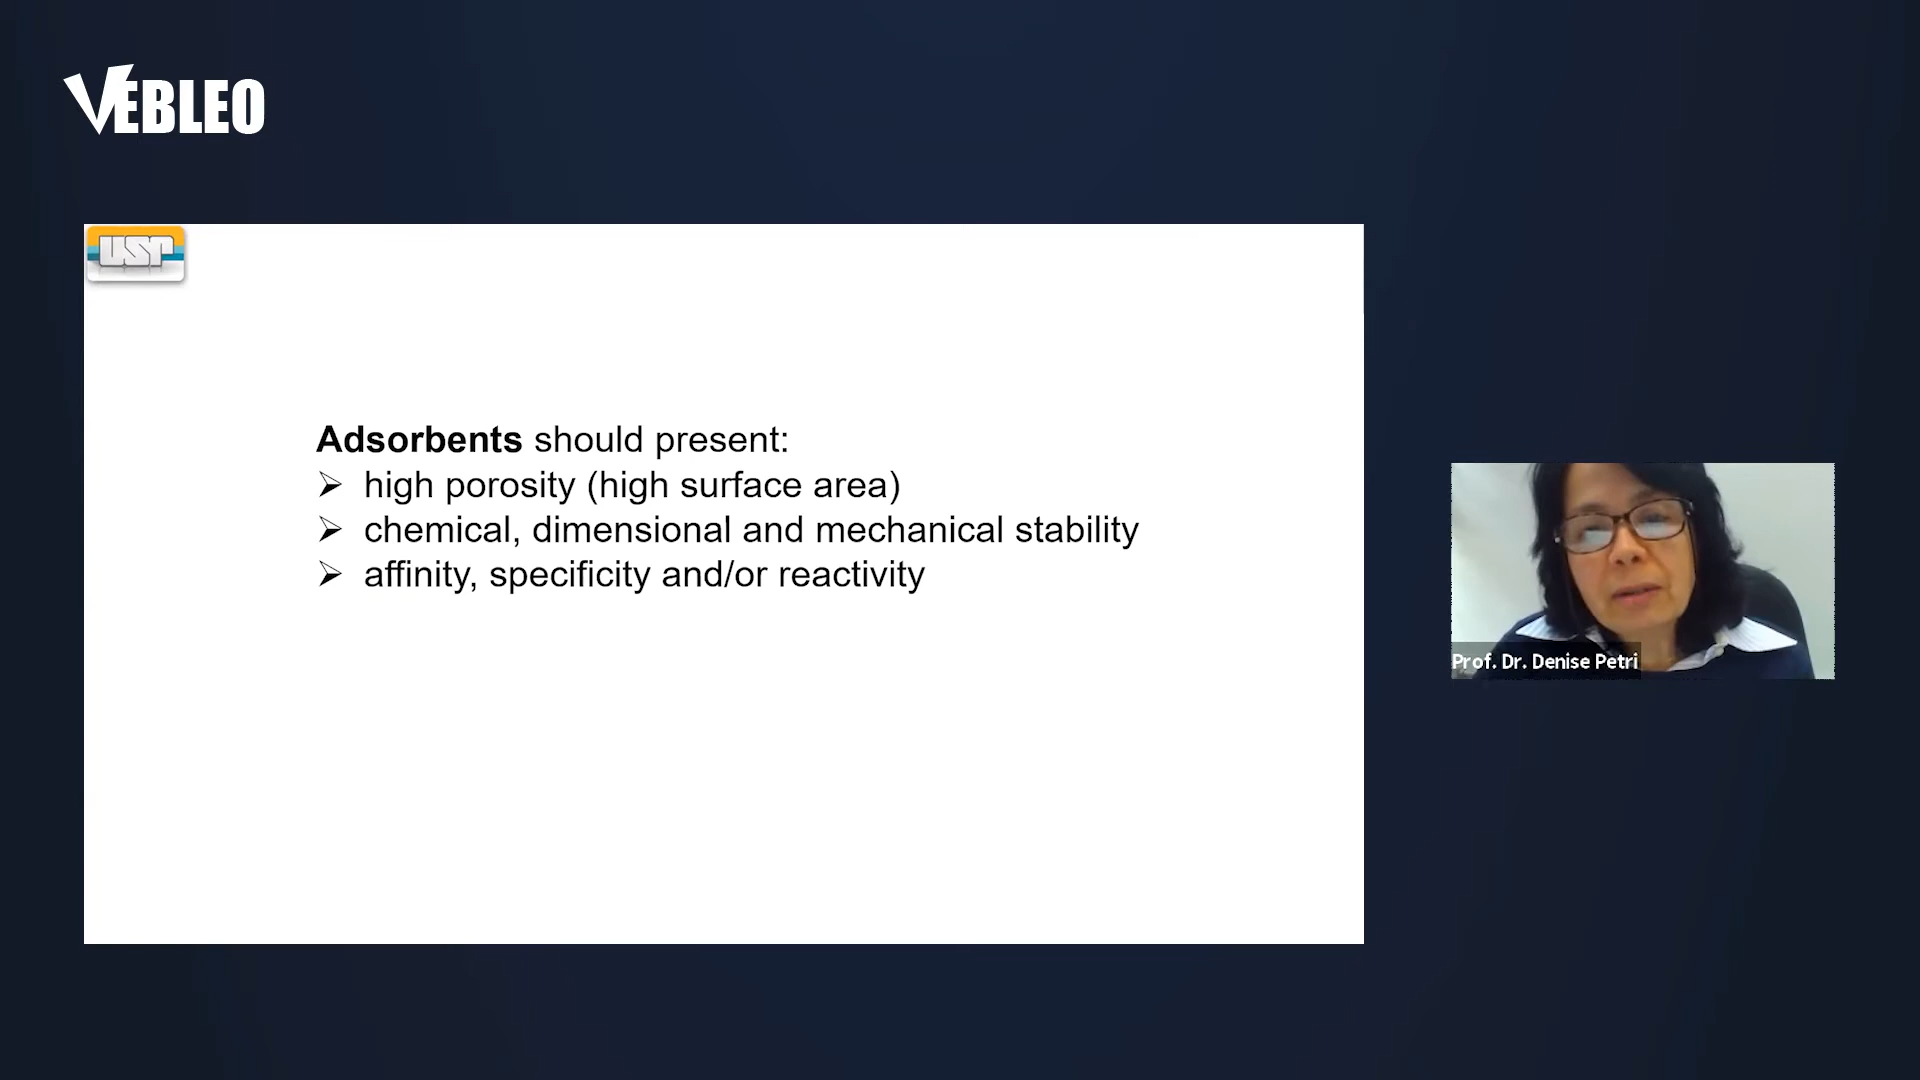 VEBLEO
USP
Adsorbents should present:
➢ high porosity (high surface area)
➢ chemical, dimensional and mechanical stability
➢ affinity, specificity and/or reactivity
Prof. Dr. Denise Petri